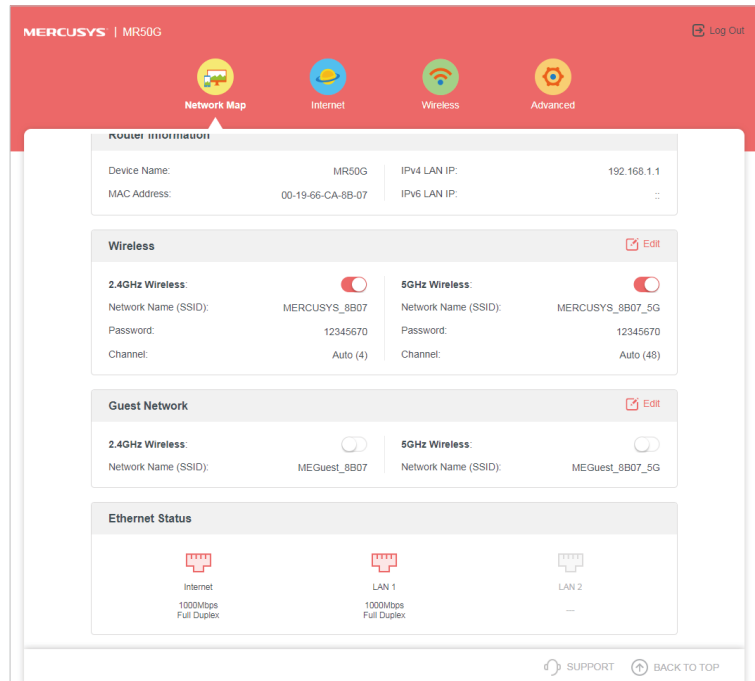 MERCUSYS | MR50G
Log Out
Network Map Internet Wireless Advanced
Router Information
Device Name: MR50G IPv4 LAN IP: 192.168.1.1
MAC Address: 00-19-66-CA-8B-07 IPv6 LAN IP: ::
Wireless Edit
2.4GHz Wireless: 5GHz Wireless:
Network Name (SSID): MERCUSYS_8B07 Network Name (SSID): MERCUSYS_8B07_5G
Password: 12345670 Password: 12345670
Channel: Auto (4) Channel: Auto (48)
Guest Network Edit
2.4GHz Wireless: 5GHz Wireless:
Network Name (SSID): MEGuest_8B07 Network Name (SSID): MEGuest_8B07_5G
Ethernet Status
Internet LAN 1 LAN 2
1000Mbps 1000Mbps ---
Full Duplex Full Duplex
SUPPORT BACK TO TOP